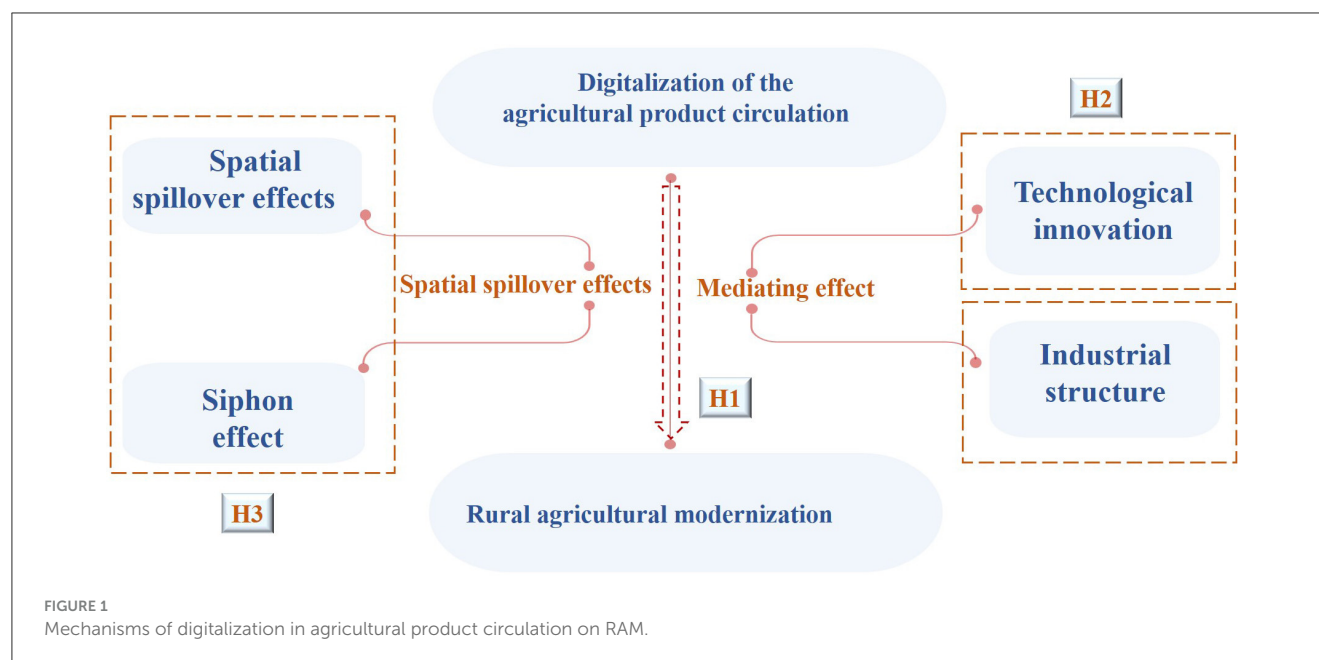 Digitalization of the
agricultural product circulation
H2
Spatial
spillover effects
Technological
innovation
Spatial spillover effects
Mediating effect
Siphon
effect
H1
Industrial
structure
H3
Rural agricultural modernization
FIGURE 1
Mechanisms of digitalization in agricultural product circulation on RAM.